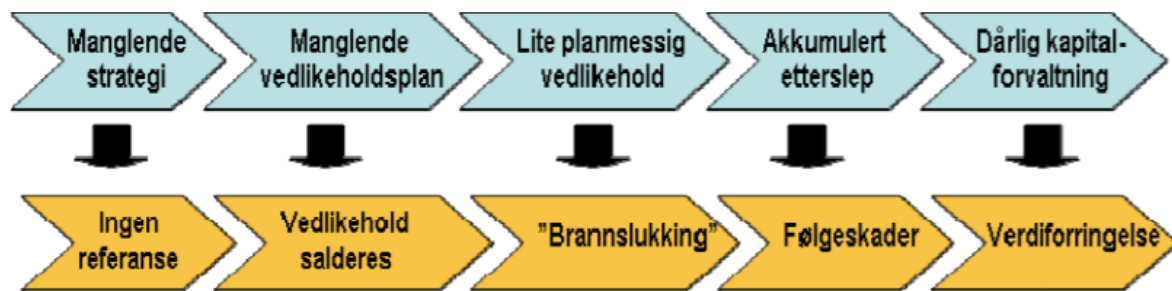 Manglende
strategi
Manglende
vedlikeholdsplan
Lite planmessig
vedlikehold
Akkumulert
etterslep
Dårlig kapital-
forvaltning
Ingen
referanse
Vedlikehold
salderes
”Brannslukking”
Følgeskader
Verdiforringelse